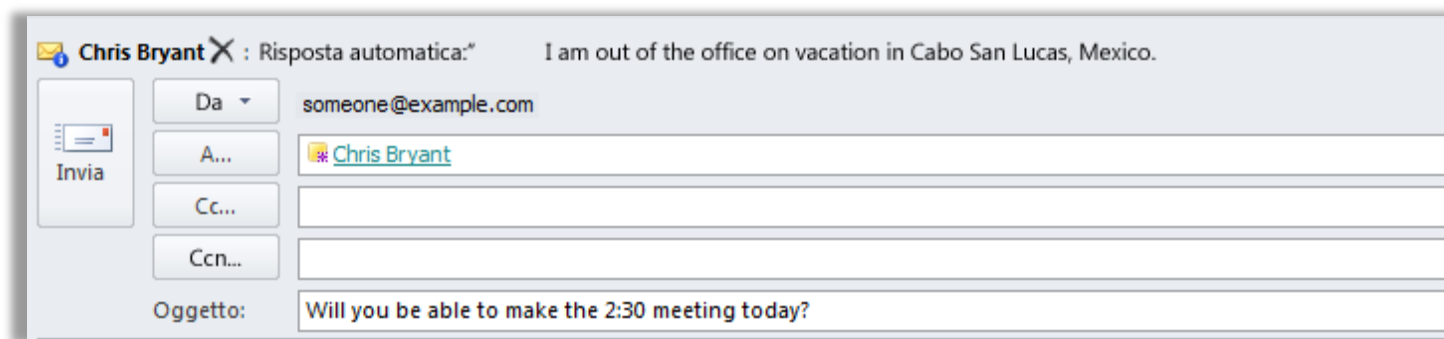 Chris Bryant : Risposta automatica:" I am out of the office on vacation in Cabo San Lucas, Mexico.
Da someone@example.com
Invia
A... Chris Bryant
Cc...
Ccn...
Oggetto: Will you be able to make the 2:30 meeting today?